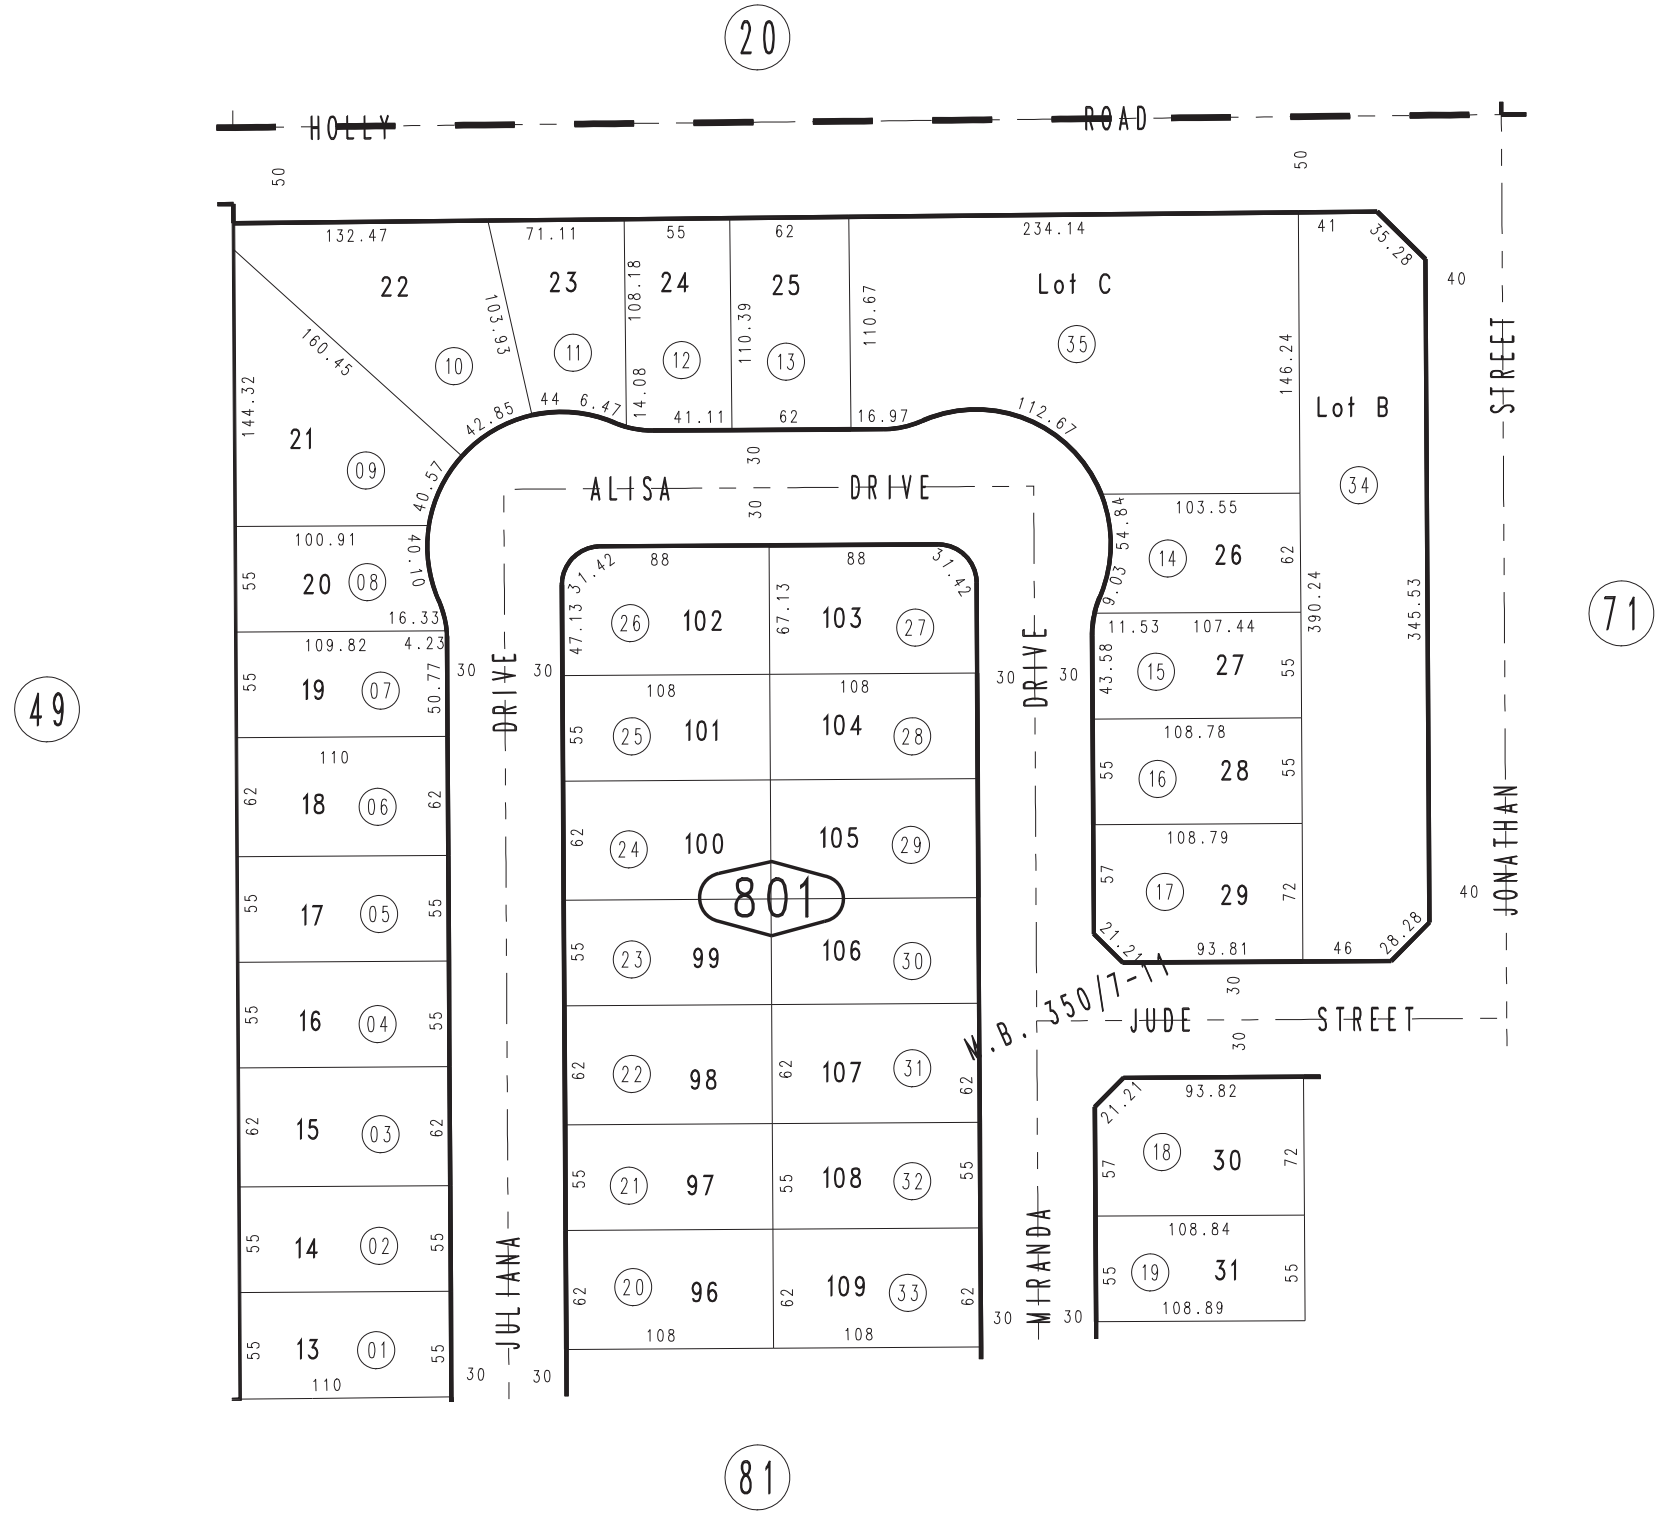 20
HOLLY ROAD
50 50
132.47 71.11 55 62 234.14 41 35.28
22 23 24 25 Lot C 40
103.93 108.18 110.39 110.67
160.45 10 11 12 13 35 146.24
144.32 14.08 Lot B
42.85 44 6.47 41.11 62 16.97 112.67
21 09 40.57 30 34
ALISA DRIVE
30
100.91 54.84 103.55
40.10 31.42 88 88 31.42
55 20 08 9.03 14 26 62
16.33 47.13 26 102 67.13 103 27 390.24 345.53
109.82 4.23 11.53 107.44
49 71
55 19 07 50.77 30 30 30 30 43.58 15 27 55
DRIVE DRIVE STREET
108 108
110 55 25 101 104 28 108.78
62 18 06 62 55 16 28 55
62 24 100 105 29 108.79
801
55 17 05 55 57 17 29 72 40
JONATHAN
55 23 99 106 30 21.21 93.81 46 28.28
M.B. 350/7-11
30
55 16 04 55 JUDE STREET
30
62 22 98 62 107 31 62
21.21 93.82
62 15 03 62
55 21 97 55 108 32 55 57 18 30 72
55 14 02 55 108.84
JULIANA MIRANDA
62 20 96 62 109 33 62 55 19 31 55
108 108 30 30 108.89
55 13 01 55
110 30 30
81